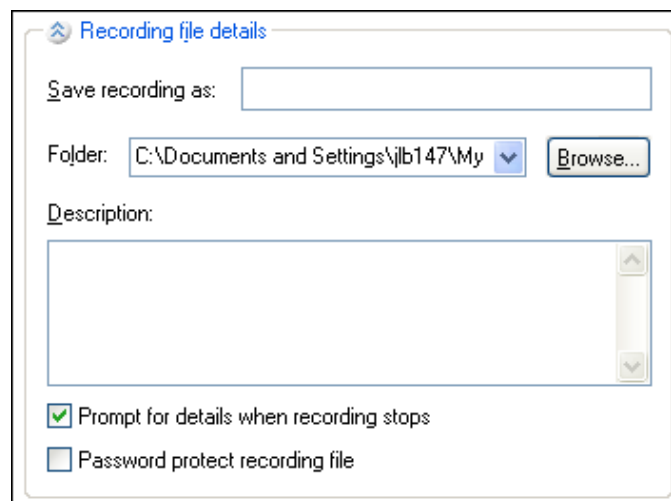 Recording file details
Save recording as:
Folder: C:\Documents and Settings\jlb147\My Browse...
Description:
Prompt for details when recording stops
Password protect recording file